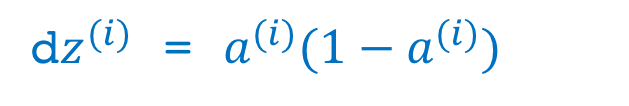 dz⁽ⁱ⁾ = a⁽ⁱ⁾(1 − a⁽ⁱ⁾)